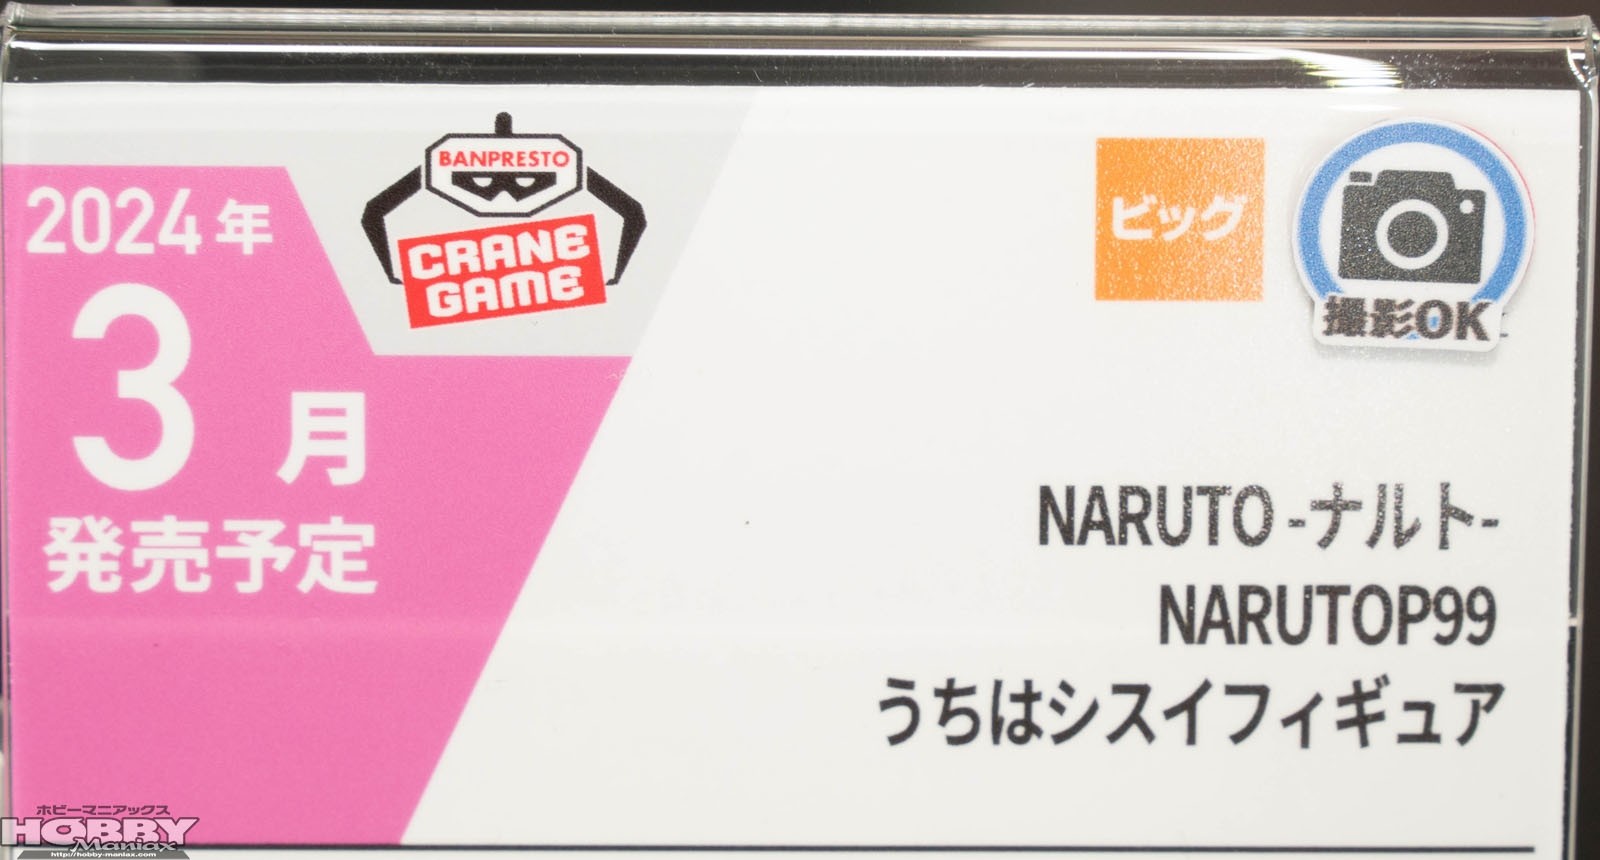 2024年
3月
発売予定
BANPRESTO
CRANE
GAME
ビッグ
撮影OK
NARUTO -ナルト-
NARUTOP99
うちはシスイフィギュア
ホビーマニアックス
HOBBY
Maniax
http://hobby-maniax.com